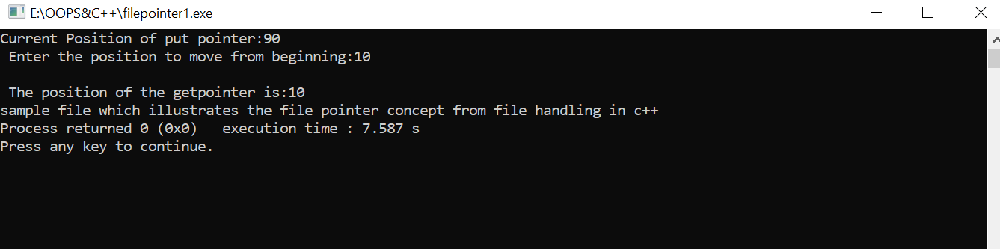 E:\OOPS&C++\filepointer1.exe
Current Position of put pointer:90
 Enter the position to move from beginning:10

 The position of the getpointer is:10
sample file which illustrates the file pointer concept from file handling in c++
Process returned 0 (0x0)   execution time : 7.587 s
Press any key to continue.